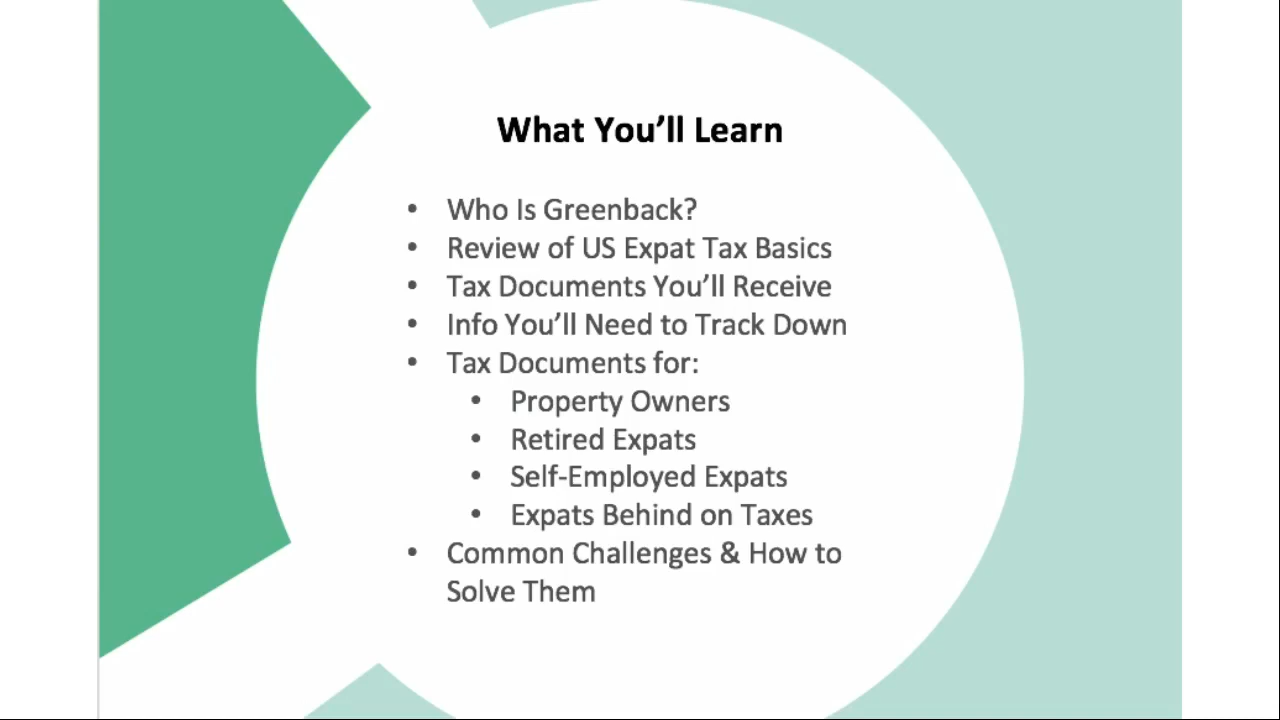 What You’ll Learn
• Who Is Greenback?
• Review of US Expat Tax Basics
• Tax Documents You’ll Receive
• Info You’ll Need to Track Down
• Tax Documents for:
• Property Owners
• Retired Expats
• Self-Employed Expats
• Expats Behind on Taxes
• Common Challenges & How to
Solve Them